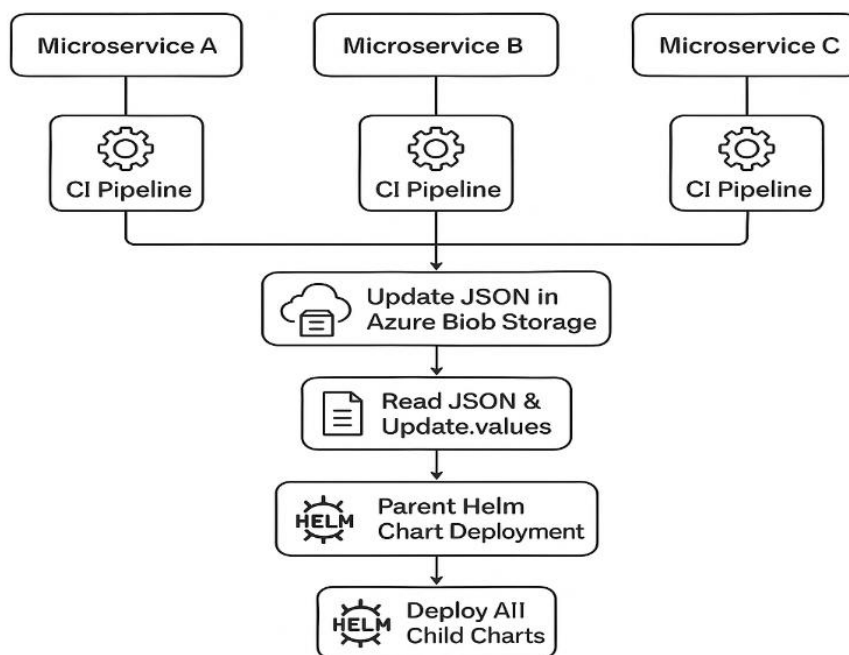 Microservice A
Microservice B
Microservice C
CI Pipeline
CI Pipeline
CI Pipeline
Update JSON in
Azure Biob Storage
Read JSON &
Update.values
HELM
Parent Helm
Chart Deployment
HELM
Deploy All
Child Charts